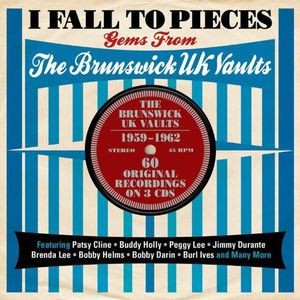 I FALL TO PIECES
Gems From
The Brunswick UK Vaults
THE
BRUNSWICK
UK VAULTS
1959~1962
STEREO 45 RPM
60
ORIGINAL
RECORDINGS
ON 3 CDS
Featuring Patsy Cline • Buddy Holly • Peggy Lee • Jimmy Durante
Brenda Lee • Bobby Helms • Bobby Darin • Burl Ives and Many More